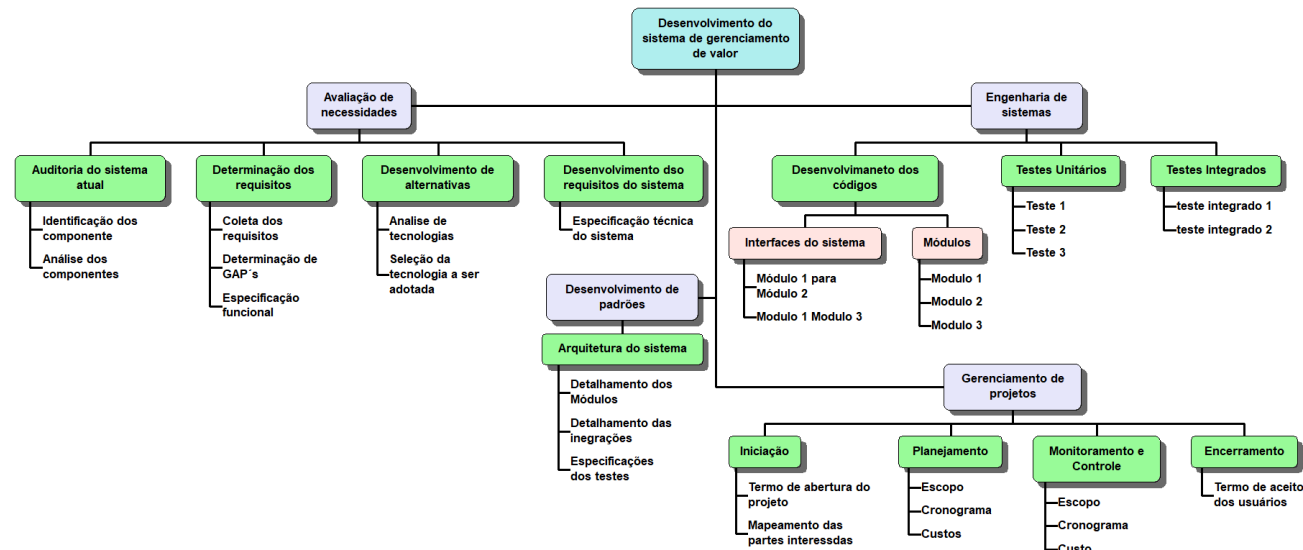 Desenvolvimento do
sistema de gerenciamento
de valor
Avaliação de
necessidades
Engenharia de
sistemas
Auditoria do sistema
atual
Determinação dos
requisitos
Desenvolvimento de
alternativas
Desenvolvimento dso
requisitos do sistema
Desenvolvimaneto dos
códigos
Testes Unitários
Testes Integrados
Identificação dos
componente
Análise dos
componentes
Coleta dos
requisitos
Determinação de
GAP´s
Especificação
funcional
Analise de
tecnologias
Seleção da
tecnologia a ser
adotada
Especificação técnica
do sistema
Interfaces do sistema
Módulos
Módulo 1 para
Módulo 2
Modulo 1 Modulo 3
Modulo 1
Modulo 2
Modulo 3
Teste 1
Teste 2
Teste 3
teste integrado 1
teste integrado 2
Desenvolvimento de
padrões
Arquitetura do sistema
Detalhamento dos
Módulos
Detalhamento das
inegrações
Especificações
dos testes
Gerenciamento de
projetos
Iniciação
Planejamento
Monitoramento e
Controle
Encerramento
Termo de abertura do
projeto
Mapeamento das
partes interessdas
Escopo
Cronograma
Custos
Escopo
Cronograma
Custo
Termo de aceito
dos usuários